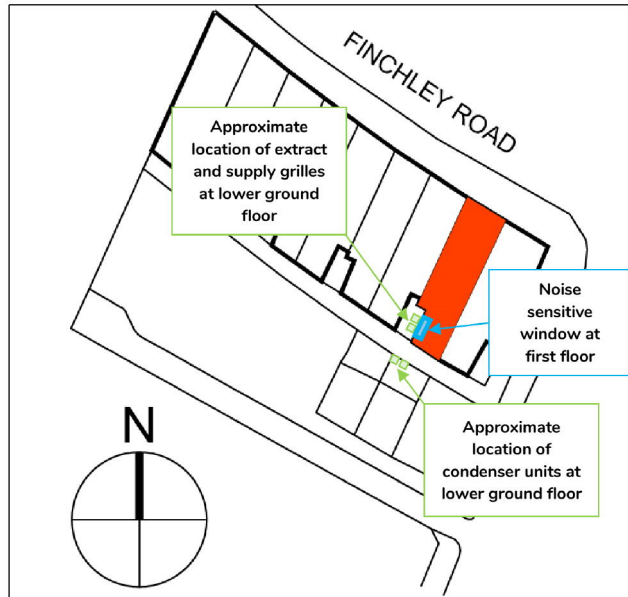 FINCHLEY ROAD
Approximate
location of extract
and supply grilles
at lower ground
floor
Noise
sensitive
window at
first floor
Approximate
location of
condenser units at
lower ground floor
N